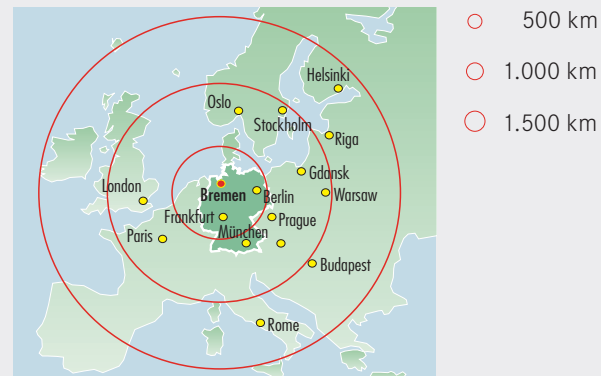 500 km
1.000 km
1.500 km
Helsinki
Oslo
Stockholm
Riga
Gdansk
London
Bremen
Berlin
Warsaw
Frankfurt
Prague
Paris
München
Budapest
Rome